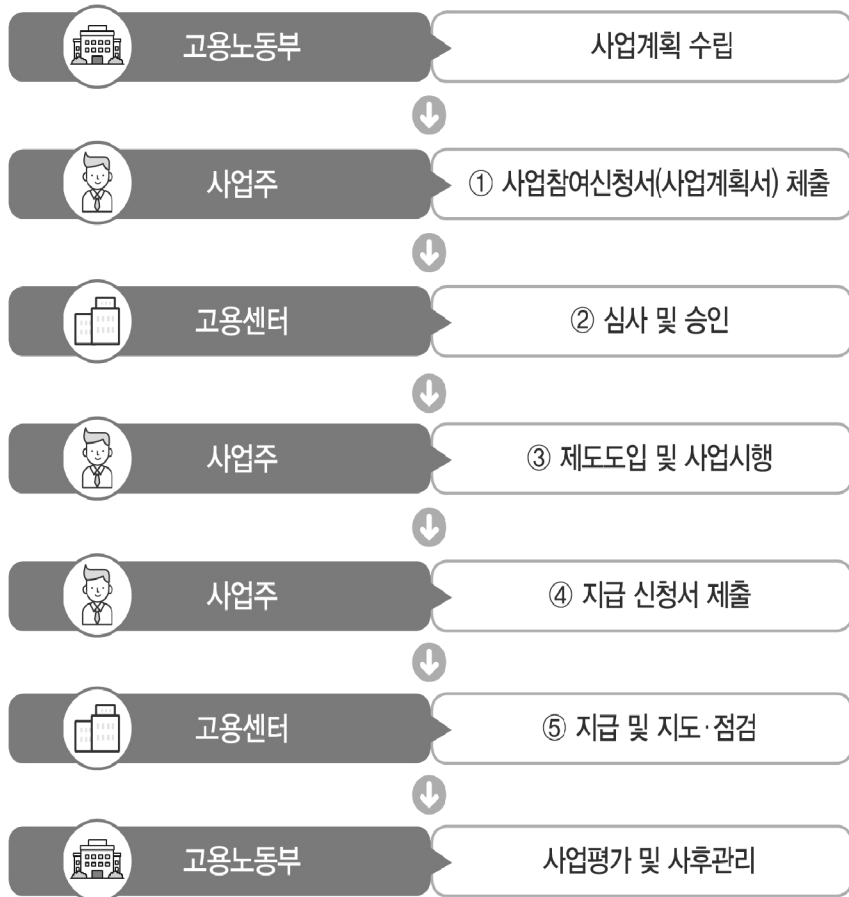 고용노동부 사업계획 수립
사업주 ① 사업참여신청서(사업계획서) 체출
고용센터 ② 심사 및 승인
사업주 ③ 제도도입 및 사업시행
사업주 ④ 지급 신청서 제출
고용센터 ⑤ 지급 및 지도·점검
고용노동부 사업평가 및 사후관리